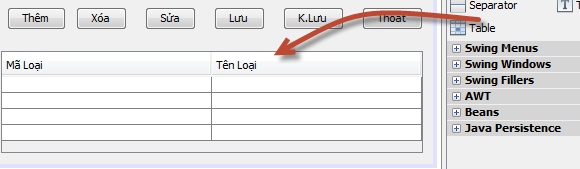 Thêm Xóa Sửa Lưu K.Lưu Thoát
Separator
Table
Mã Loại Tên Loại
Swing Menus
Swing Windows
Swing Fillers
AWT
Beans
Java Persistence